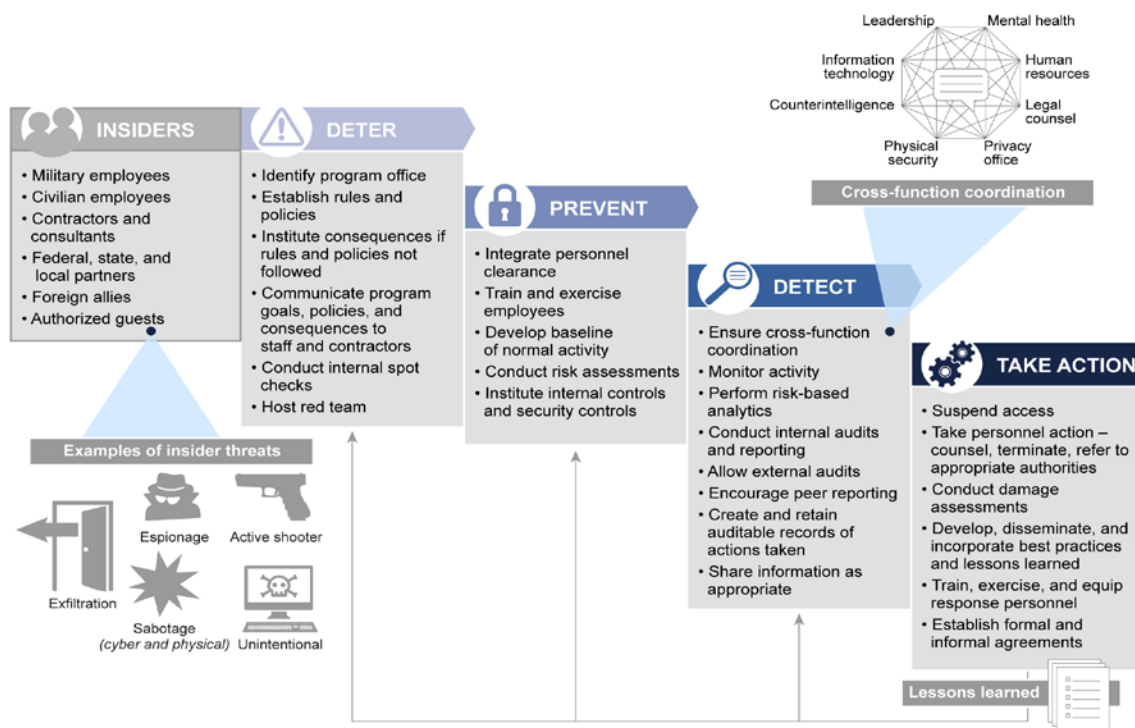 INSIDERS
• Military employees
• Civilian employees
• Contractors and
consultants
• Federal, state, and
local partners
• Foreign allies
• Authorized guests
Examples of insider threats
Exfiltration
Espionage
Active shooter
Sabotage
(cyber and physical)
Unintentional
DETER
• Identify program office
• Establish rules and
policies
• Institute consequences if
rules and policies not
followed
• Communicate program
goals, policies, and
consequences to
staff and contractors
• Conduct internal spot
checks
• Host red team
PREVENT
• Integrate personnel
clearance
• Train and exercise
employees
• Develop baseline
of normal activity
• Conduct risk assessments
• Institute internal controls
and security controls
DETECT
• Ensure cross-function
coordination
• Monitor activity
• Perform risk-based
analytics
• Conduct internal audits
and reporting
• Allow external audits
• Encourage peer reporting
• Create and retain
auditable records of
actions taken
• Share information as
appropriate
Leadership
Mental health
Information
technology
Human
resources
Counterintelligence
Legal
counsel
Physical
security
Privacy
office
Cross-function coordination
TAKE ACTION
• Suspend access
• Take personnel action –
counsel, terminate, refer to
appropriate authorities
• Conduct damage
assessments
• Develop, disseminate, and
incorporate best practices
and lessons learned
• Train, exercise, and equip
response personnel
• Establish formal and
informal agreements
Lessons learned